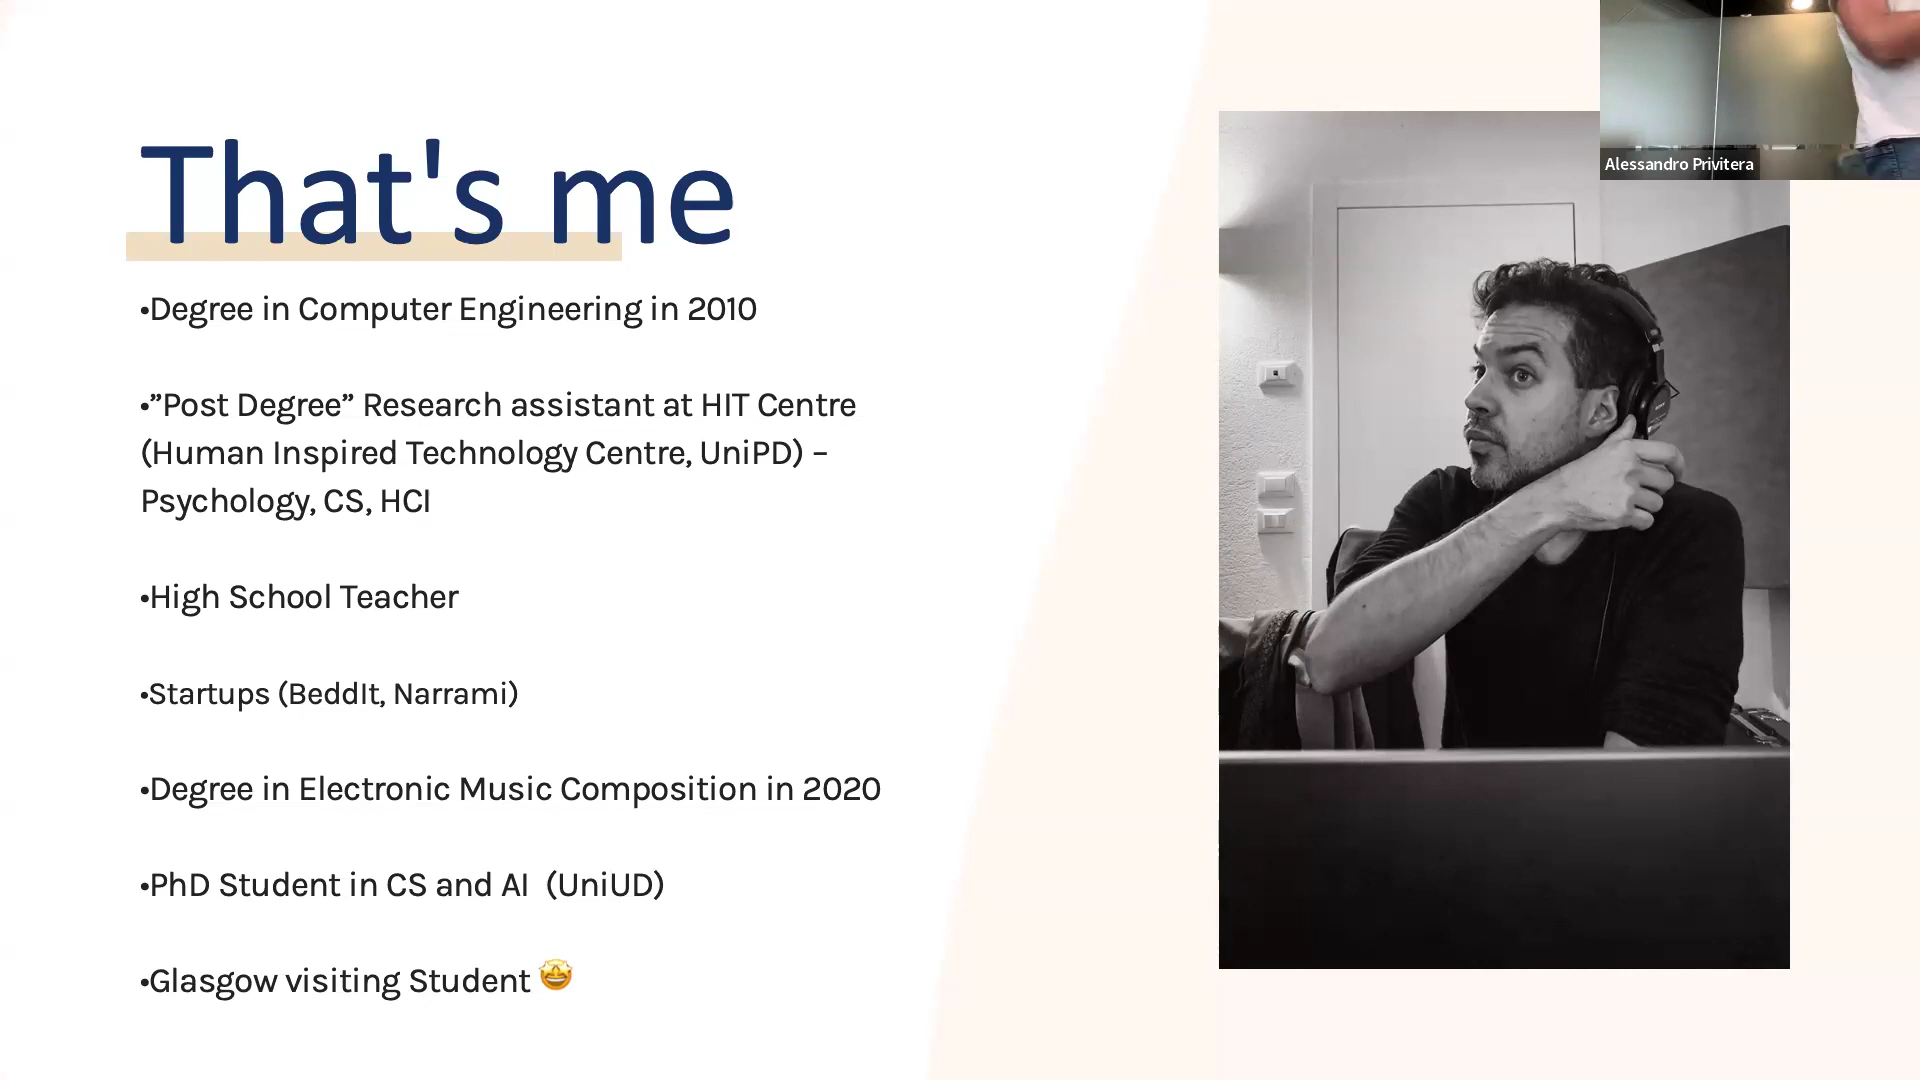 That's me
•Degree in Computer Engineering in 2010
•”Post Degree” Research assistant at HIT Centre
(Human Inspired Technology Centre, UniPD) –
Psychology, CS, HCI
•High School Teacher
•Startups (BeddIt, Narrami)
•Degree in Electronic Music Composition in 2020
•PhD Student in CS and AI  (UniUD)
•Glasgow visiting Student 🤩
Alessandro Privitera